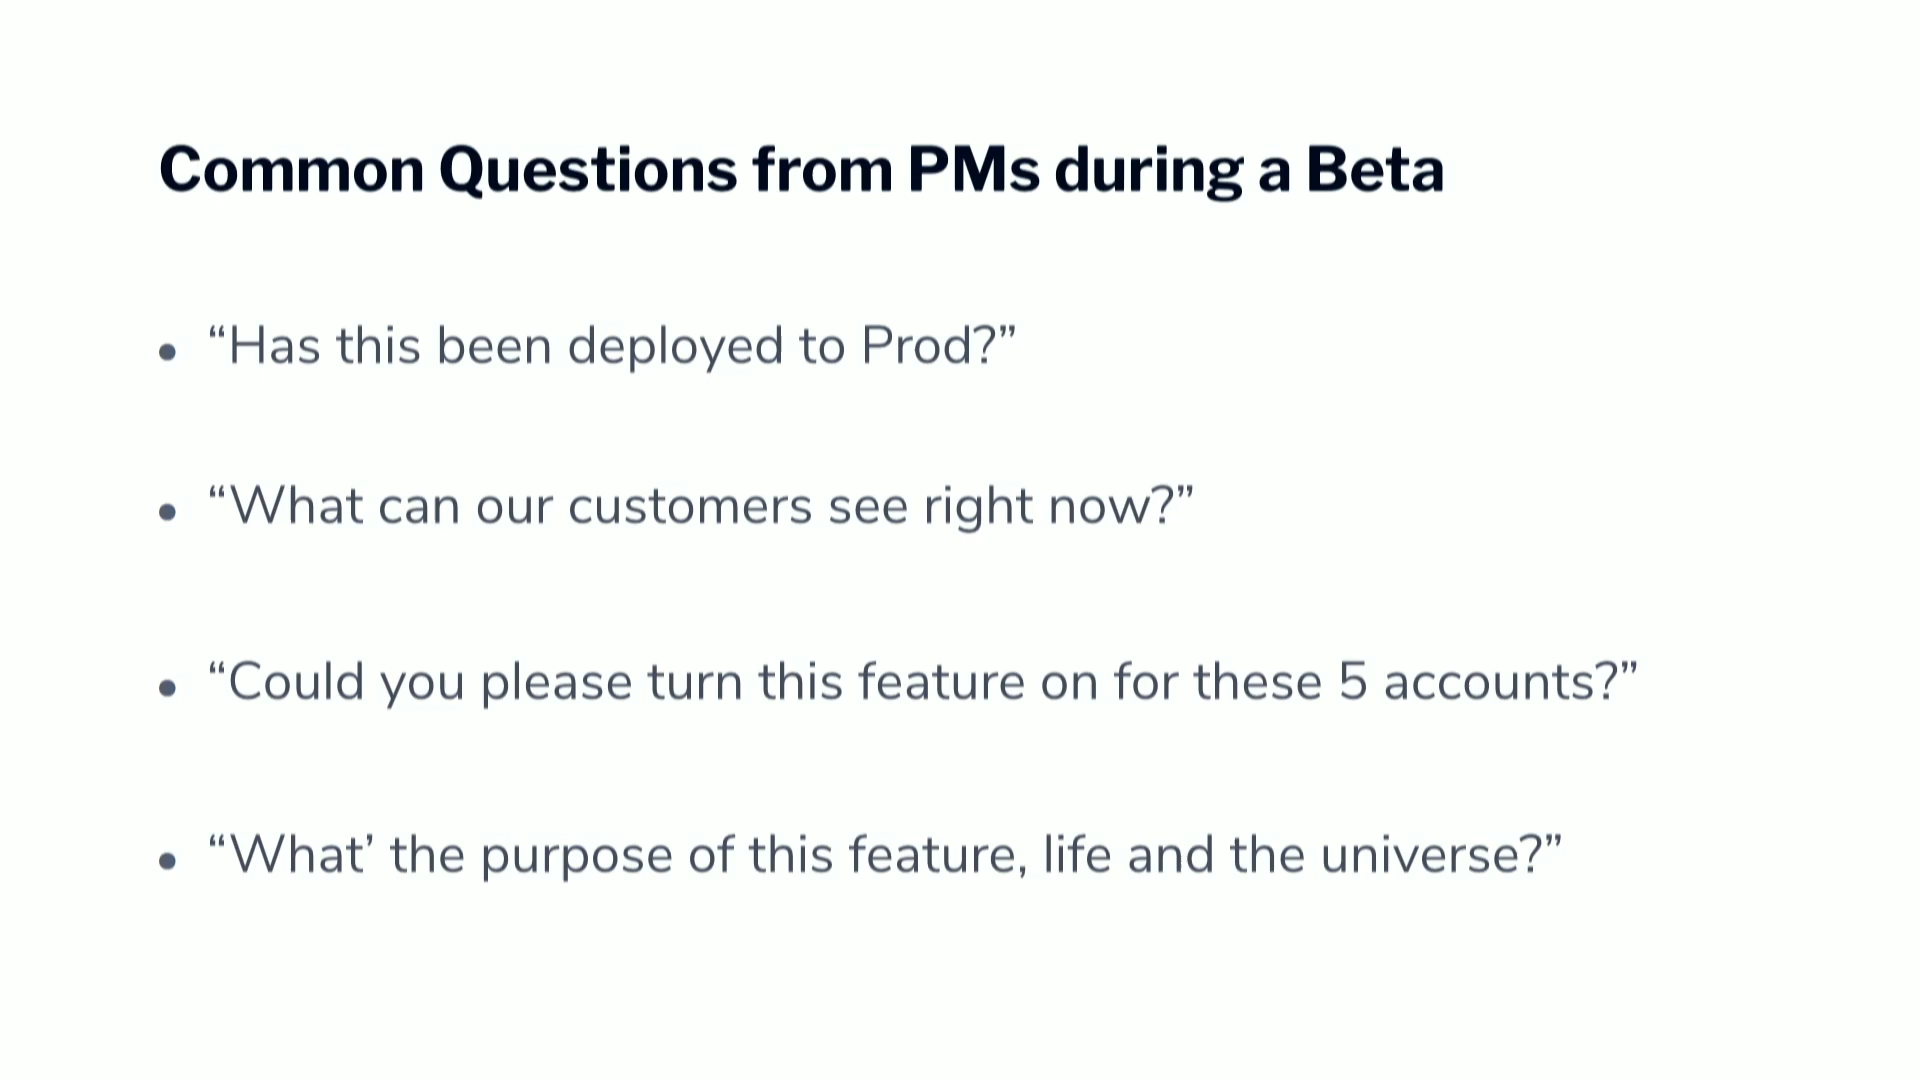 Common Questions from PMs during a Beta
• “Has this been deployed to Prod?”
• “What can our customers see right now?”
• “Could you please turn this feature on for these 5 accounts?”
• “What’ the purpose of this feature, life and the universe?”